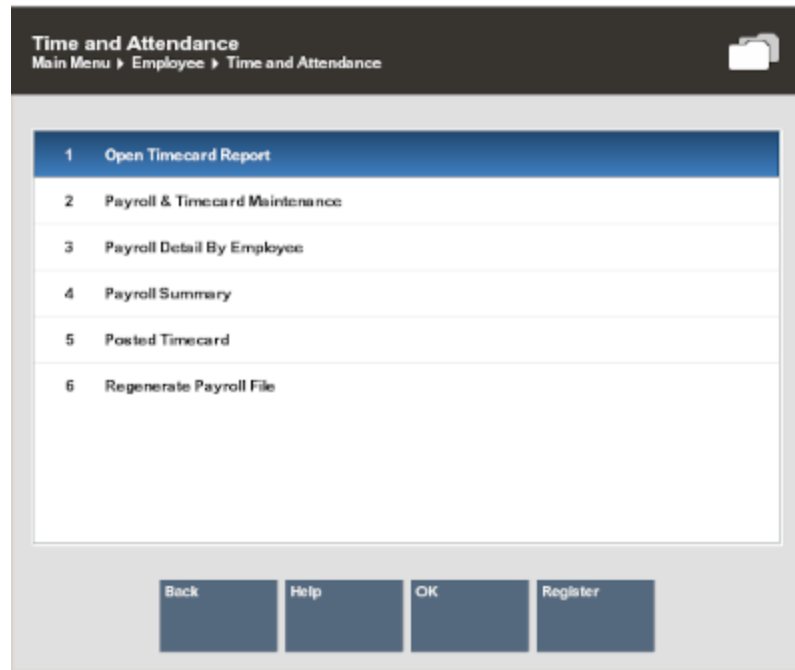 Time and Attendance
Main Menu ▸ Employee ▸ Time and Attendance
1 Open Timecard Report
2 Payroll & Timecard Maintenance
3 Payroll Detail By Employee
4 Payroll Summary
5 Posted Timecard
6 Regenerate Payroll File
Back Help OK Register